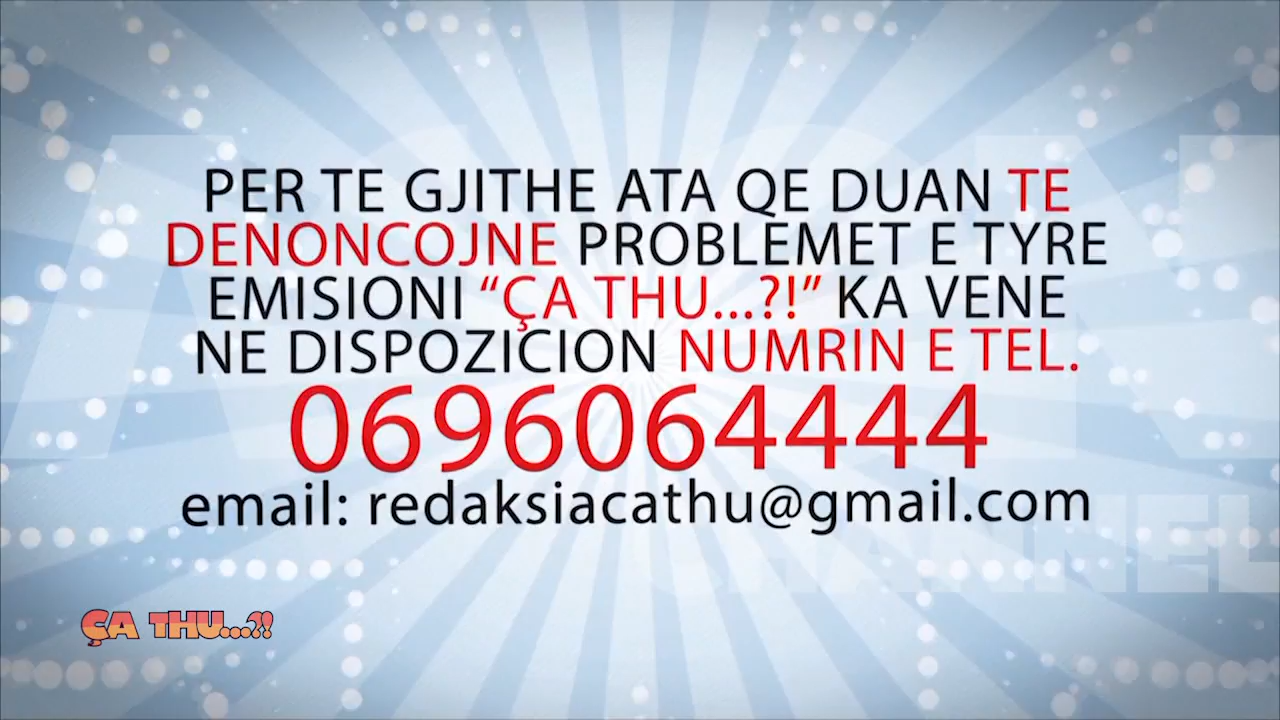 PER TE GJITHE ATA QE DUAN TE
DENONCOJNE PROBLEMET E TYRE
EMISIONI “ÇA THU...?!” KA VENE
NE DISPOZICION NUMRIN E TEL.
0696064444
email: redaksiacathu@gmail.com
CHANNEL
ÇA THU...?!